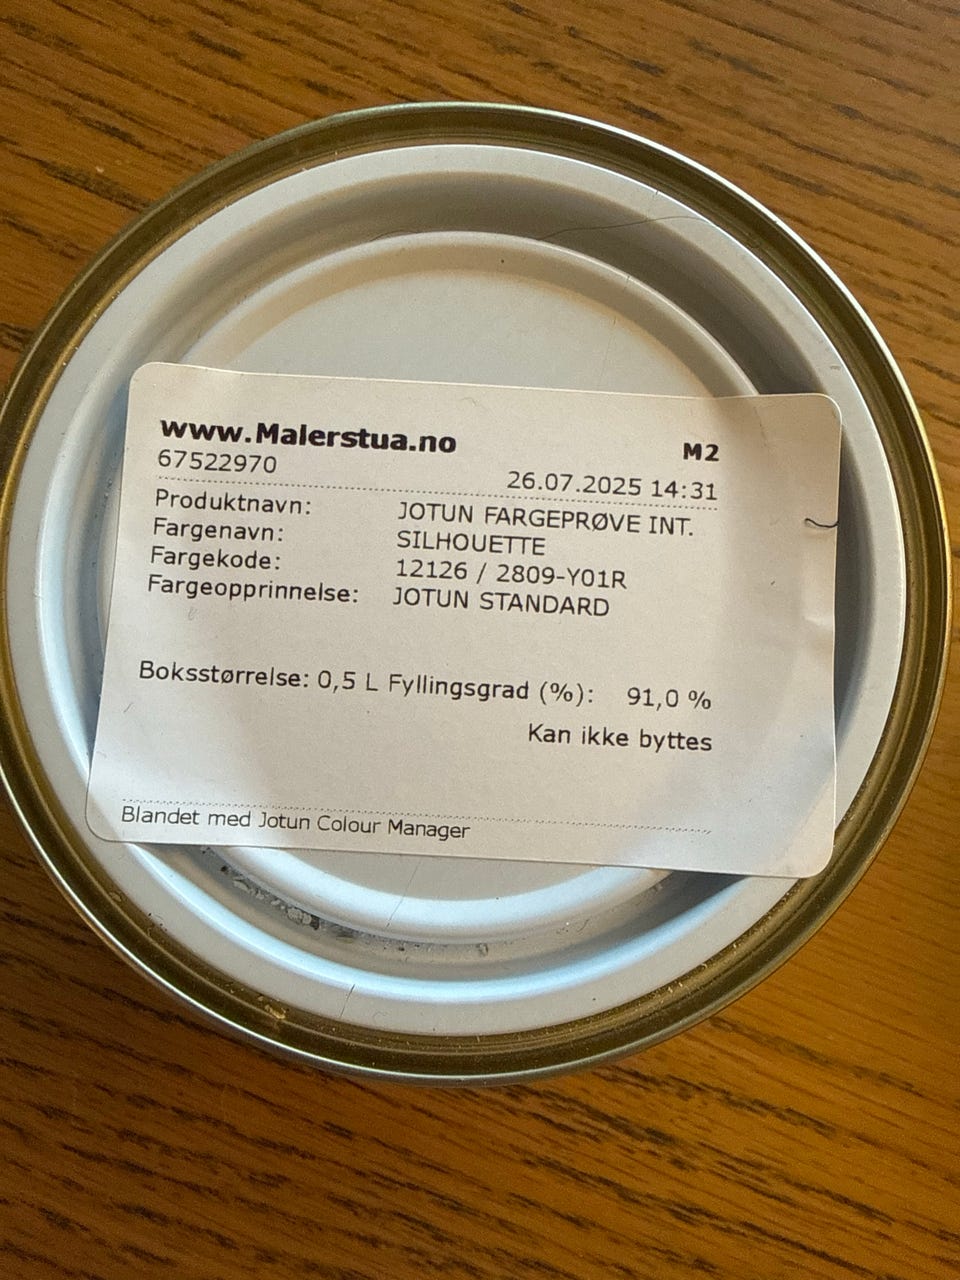 www.Malerstua.no M2
67522970 26.07.2025 14:31
Produktnavn: JOTUN FARGEPRØVE INT.
Fargenavn: SILHOUETTE
Fargekode: 12126 / 2809-Y01R
Fargeopprinnelse: JOTUN STANDARD
Boksstørrelse: 0,5 L Fyllingsgrad (%): 91,0 %
Kan ikke byttes
Blandet med Jotun Colour Manager